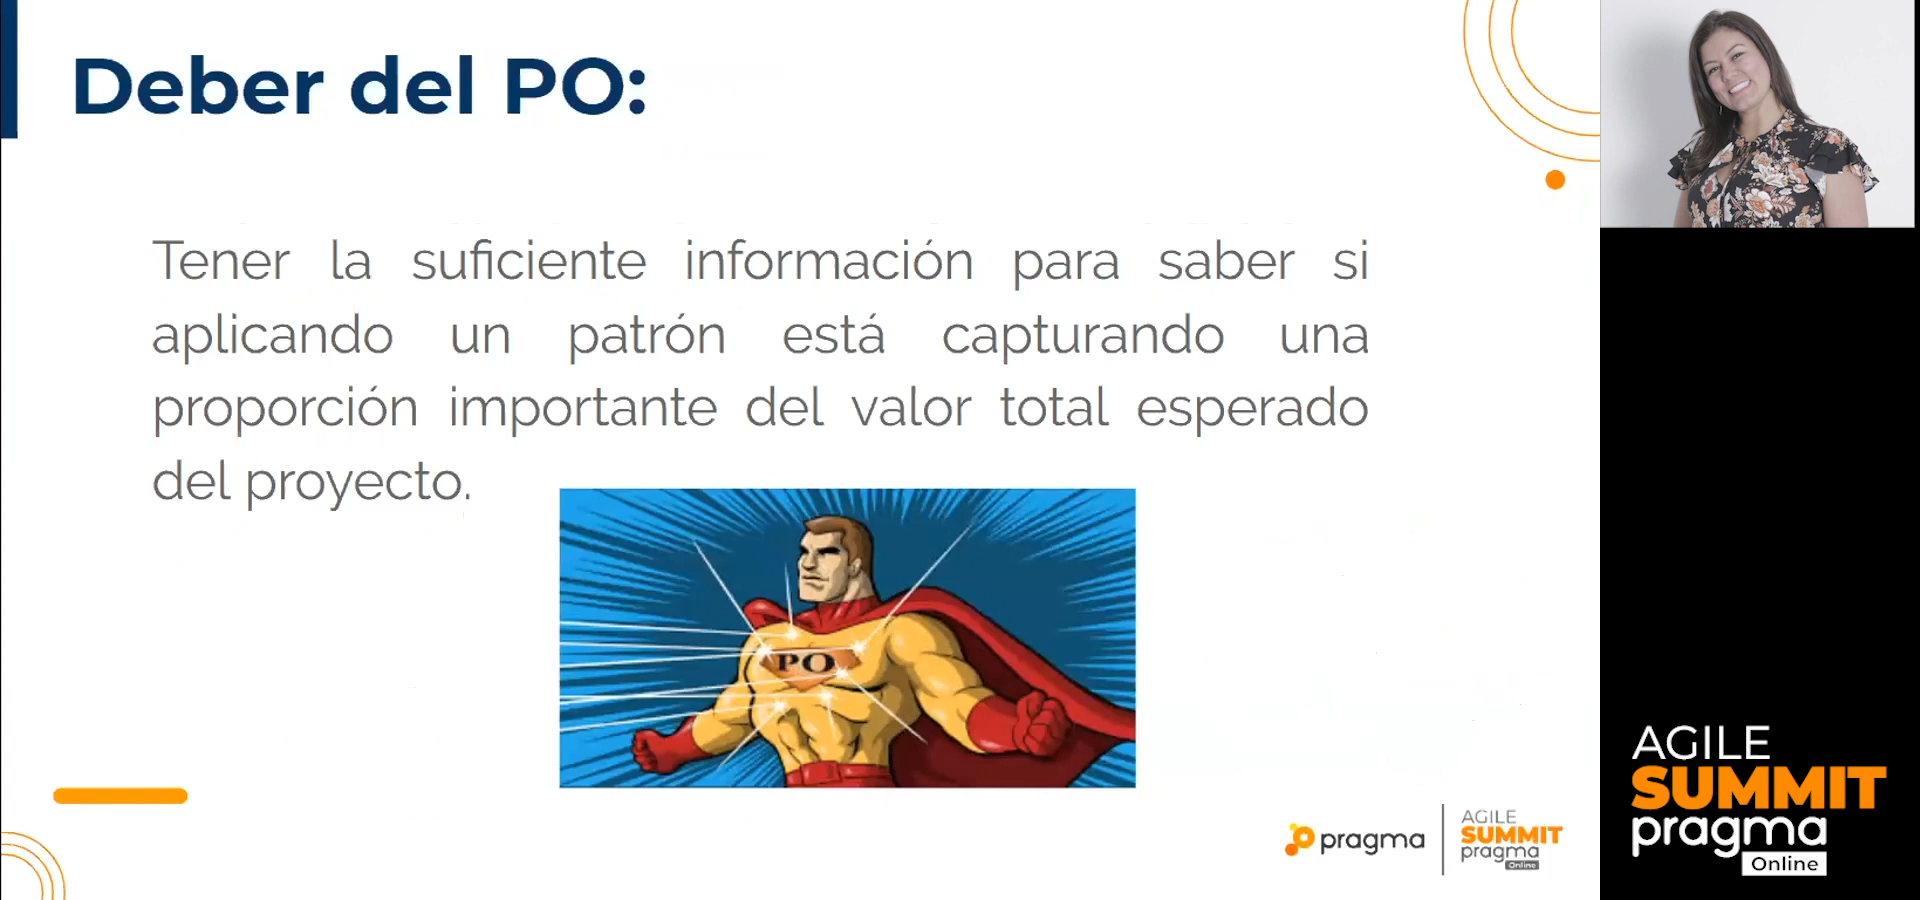 Deber del PO:
Tener la suficiente información para saber si
aplicando un patrón está capturando una
proporción importante del valor total esperado
del proyecto.
PO
pragma
AGILE
SUMMIT
pragma
Online
AGILE
SUMMIT
pragma
Online